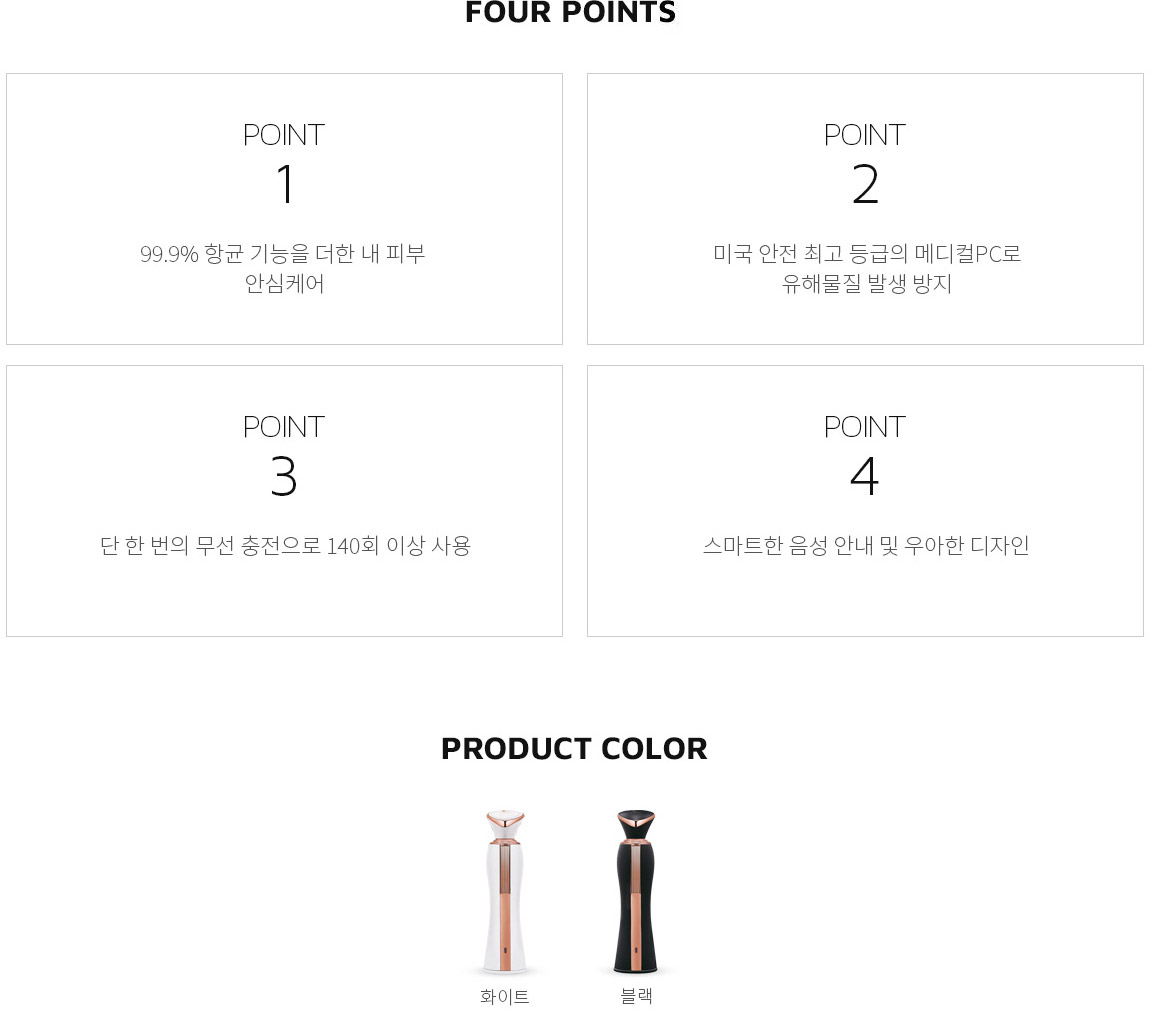 FOUR POINTS
POINT
1
99.9% 항균 기능을 더한 내 피부
안심케어
POINT
2
미국 안전 최고 등급의 메디컬PC로
유해물질 발생 방지
POINT
3
단 한 번의 무선 충전으로 140회 이상 사용
POINT
4
스마트한 음성 안내 및 우아한 디자인
PRODUCT COLOR
화이트
블랙